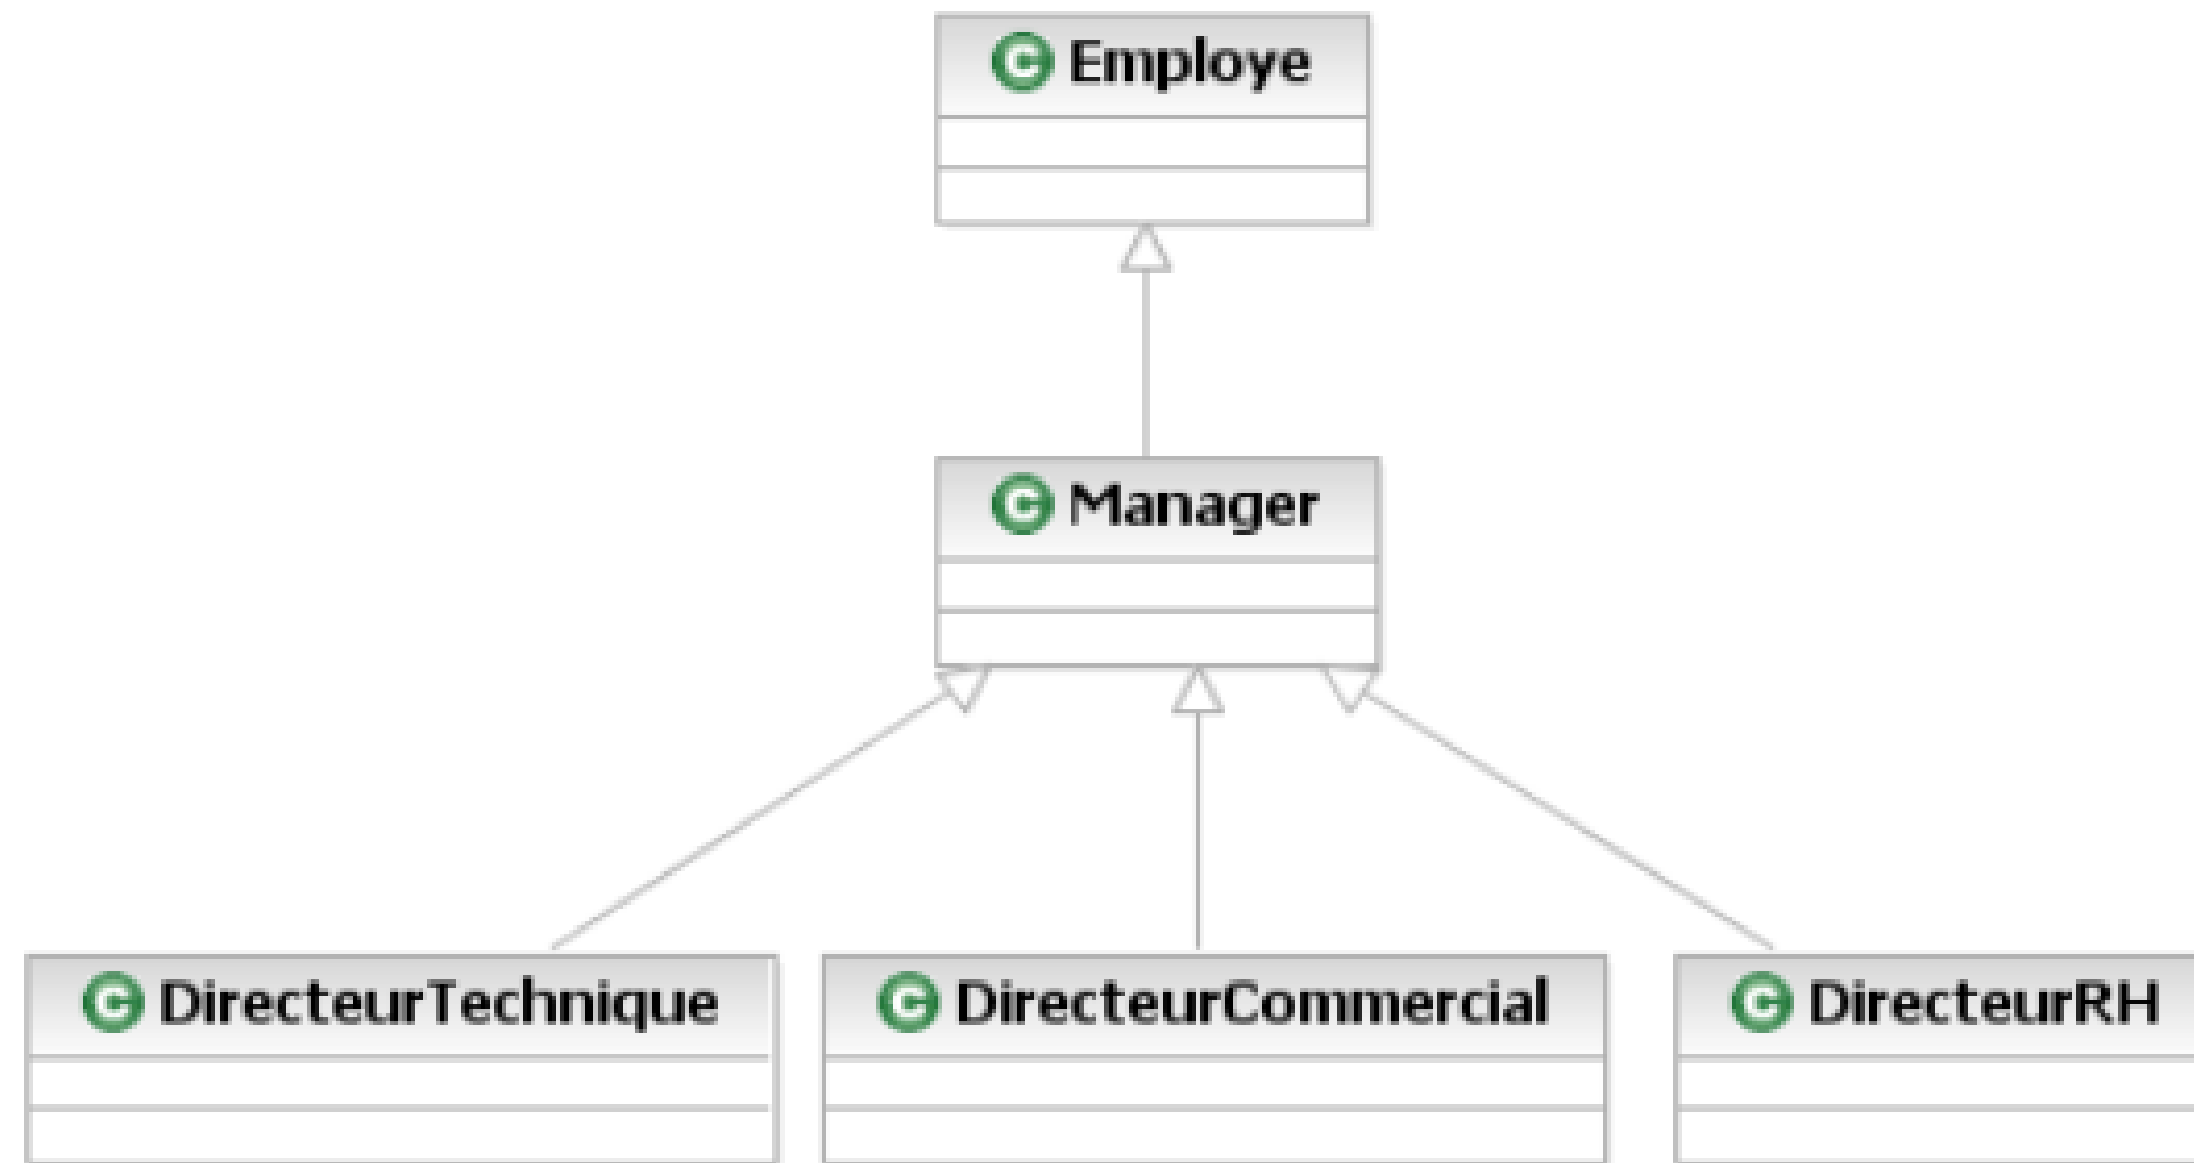 C Employe
C Manager
C DirecteurTechnique
C DirecteurCommercial
C DirecteurRH